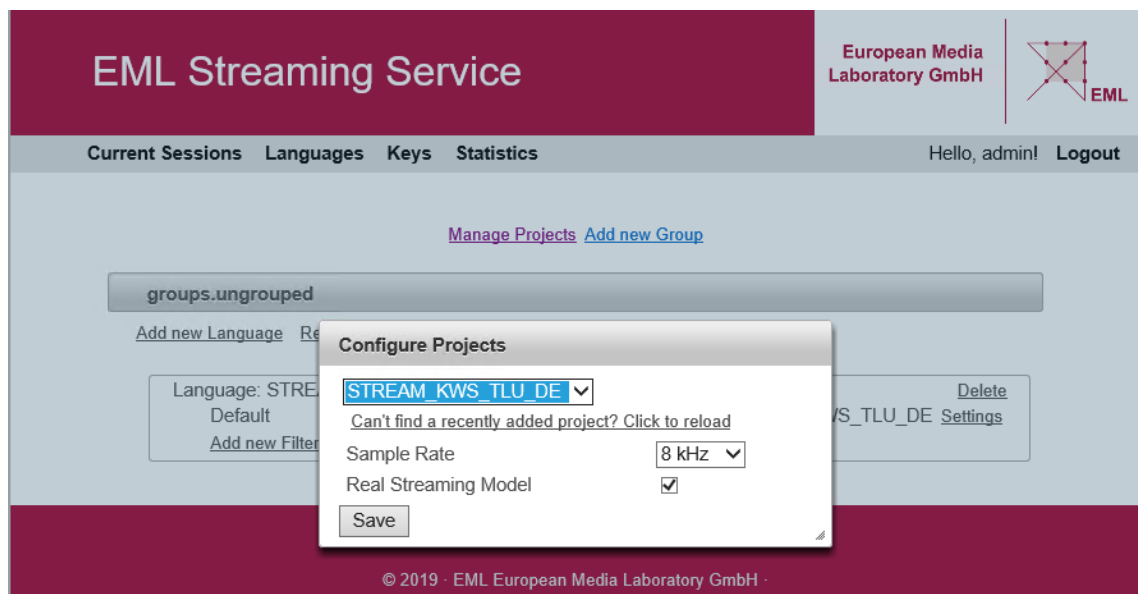 EML Streaming Service
European Media
Laboratory GmbH
EML
Current Sessions Languages Keys Statistics Hello, admin! Logout
Manage Projects Add new Group
groups.ungrouped
Add new Language Re
Configure Projects
Language: STRE
STREAM_KWS_TLU_DE
Delete
Default
Can't find a recently added project? Click to reload
S_TLU_DE Settings
Add new Filter
Sample Rate 8 kHz
Real Streaming Model
Save
© 2019 · EML European Media Laboratory GmbH ·